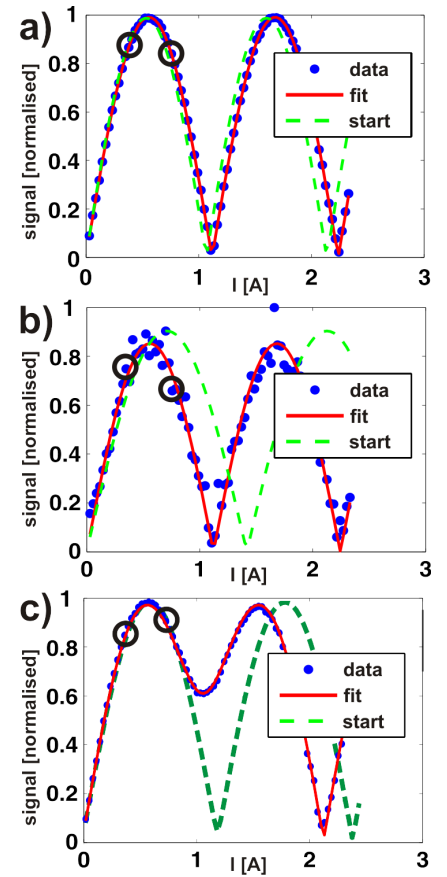 a)
1
0.8
0.6
0.4
0.2
0
signal [normalised]
data
fit
start
0 1 2 3
I [A]
b)
1
0.8
0.6
0.4
0.2
0
signal [normalised]
data
fit
start
0 1 2 3
I [A]
c)
1
0.8
0.6
0.4
0.2
0
signal [normalised]
data
fit
start
0 1 2 3
I [A]